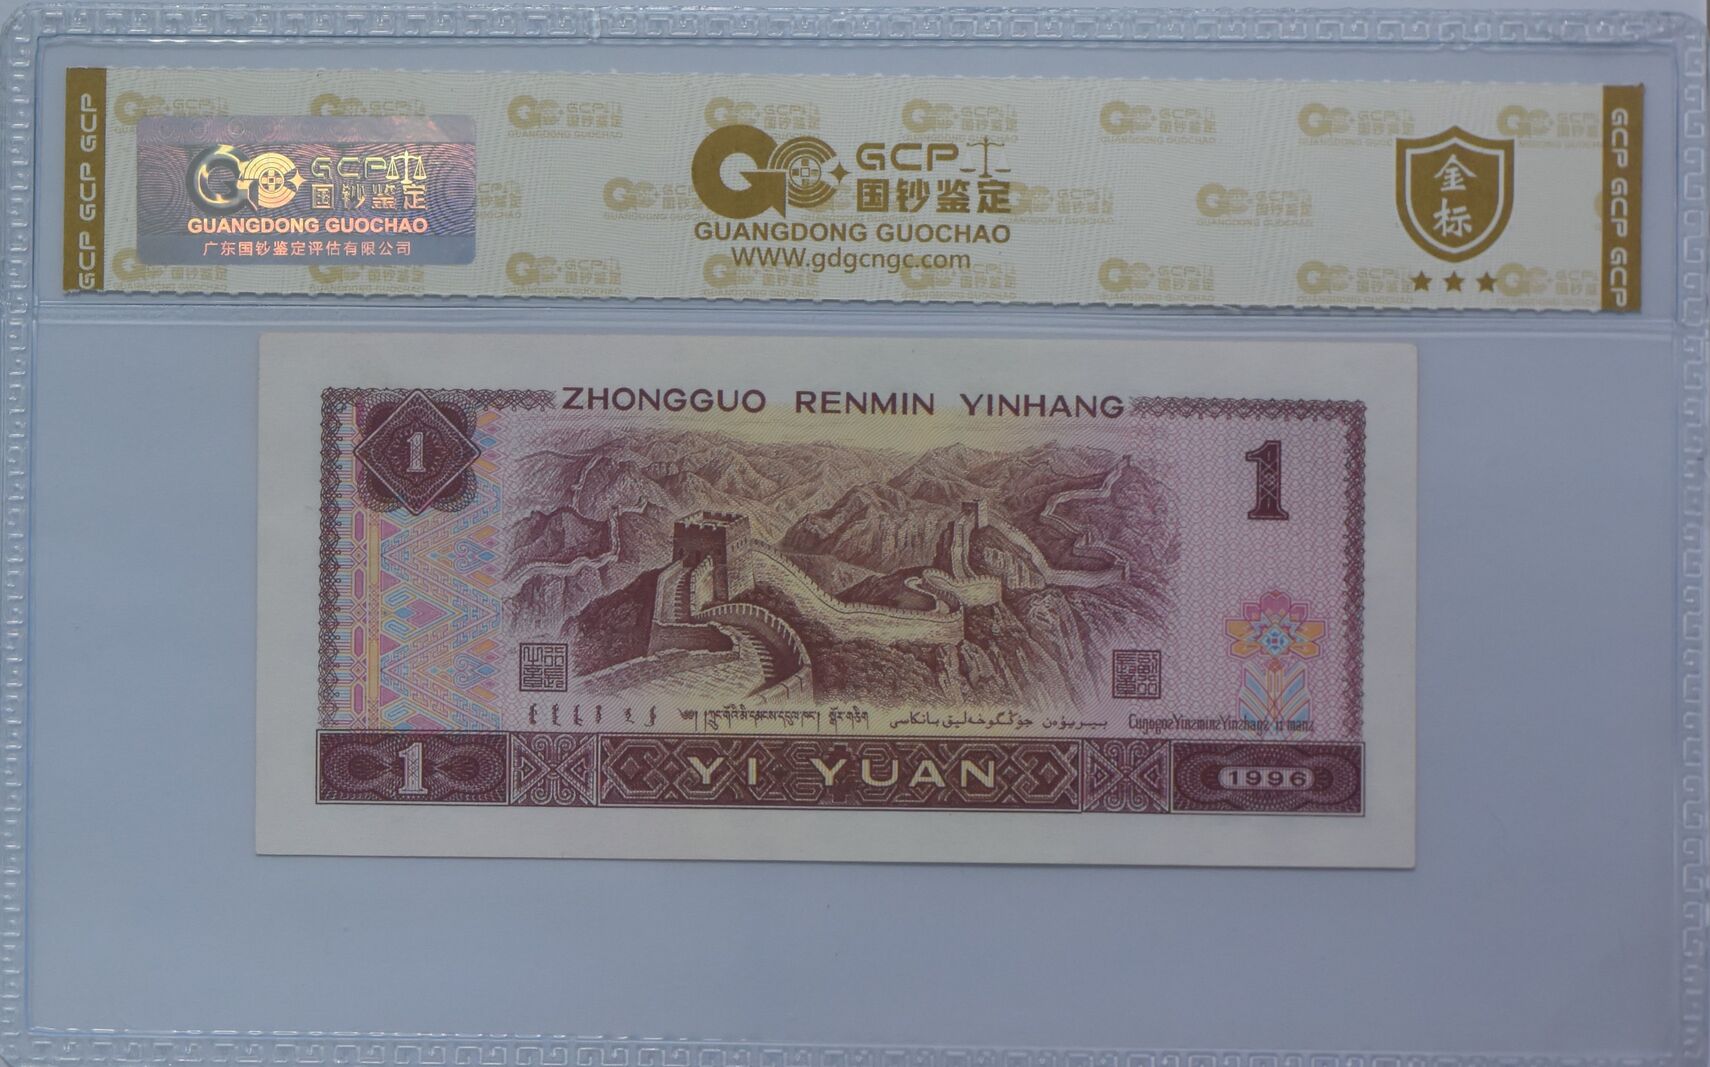 GCP GCP GCP
GCP
国钞鉴定
GUANGDONG GUOCHAO
广东国钞鉴定评估有限公司
GCP
国钞鉴定
GUANGDONG GUOCHAO
www.gdgcngc.com
金标
GCP GCP GCP
ZHONGGUO RENMIN YINHANG
1
1
1
YI YUAN
1996